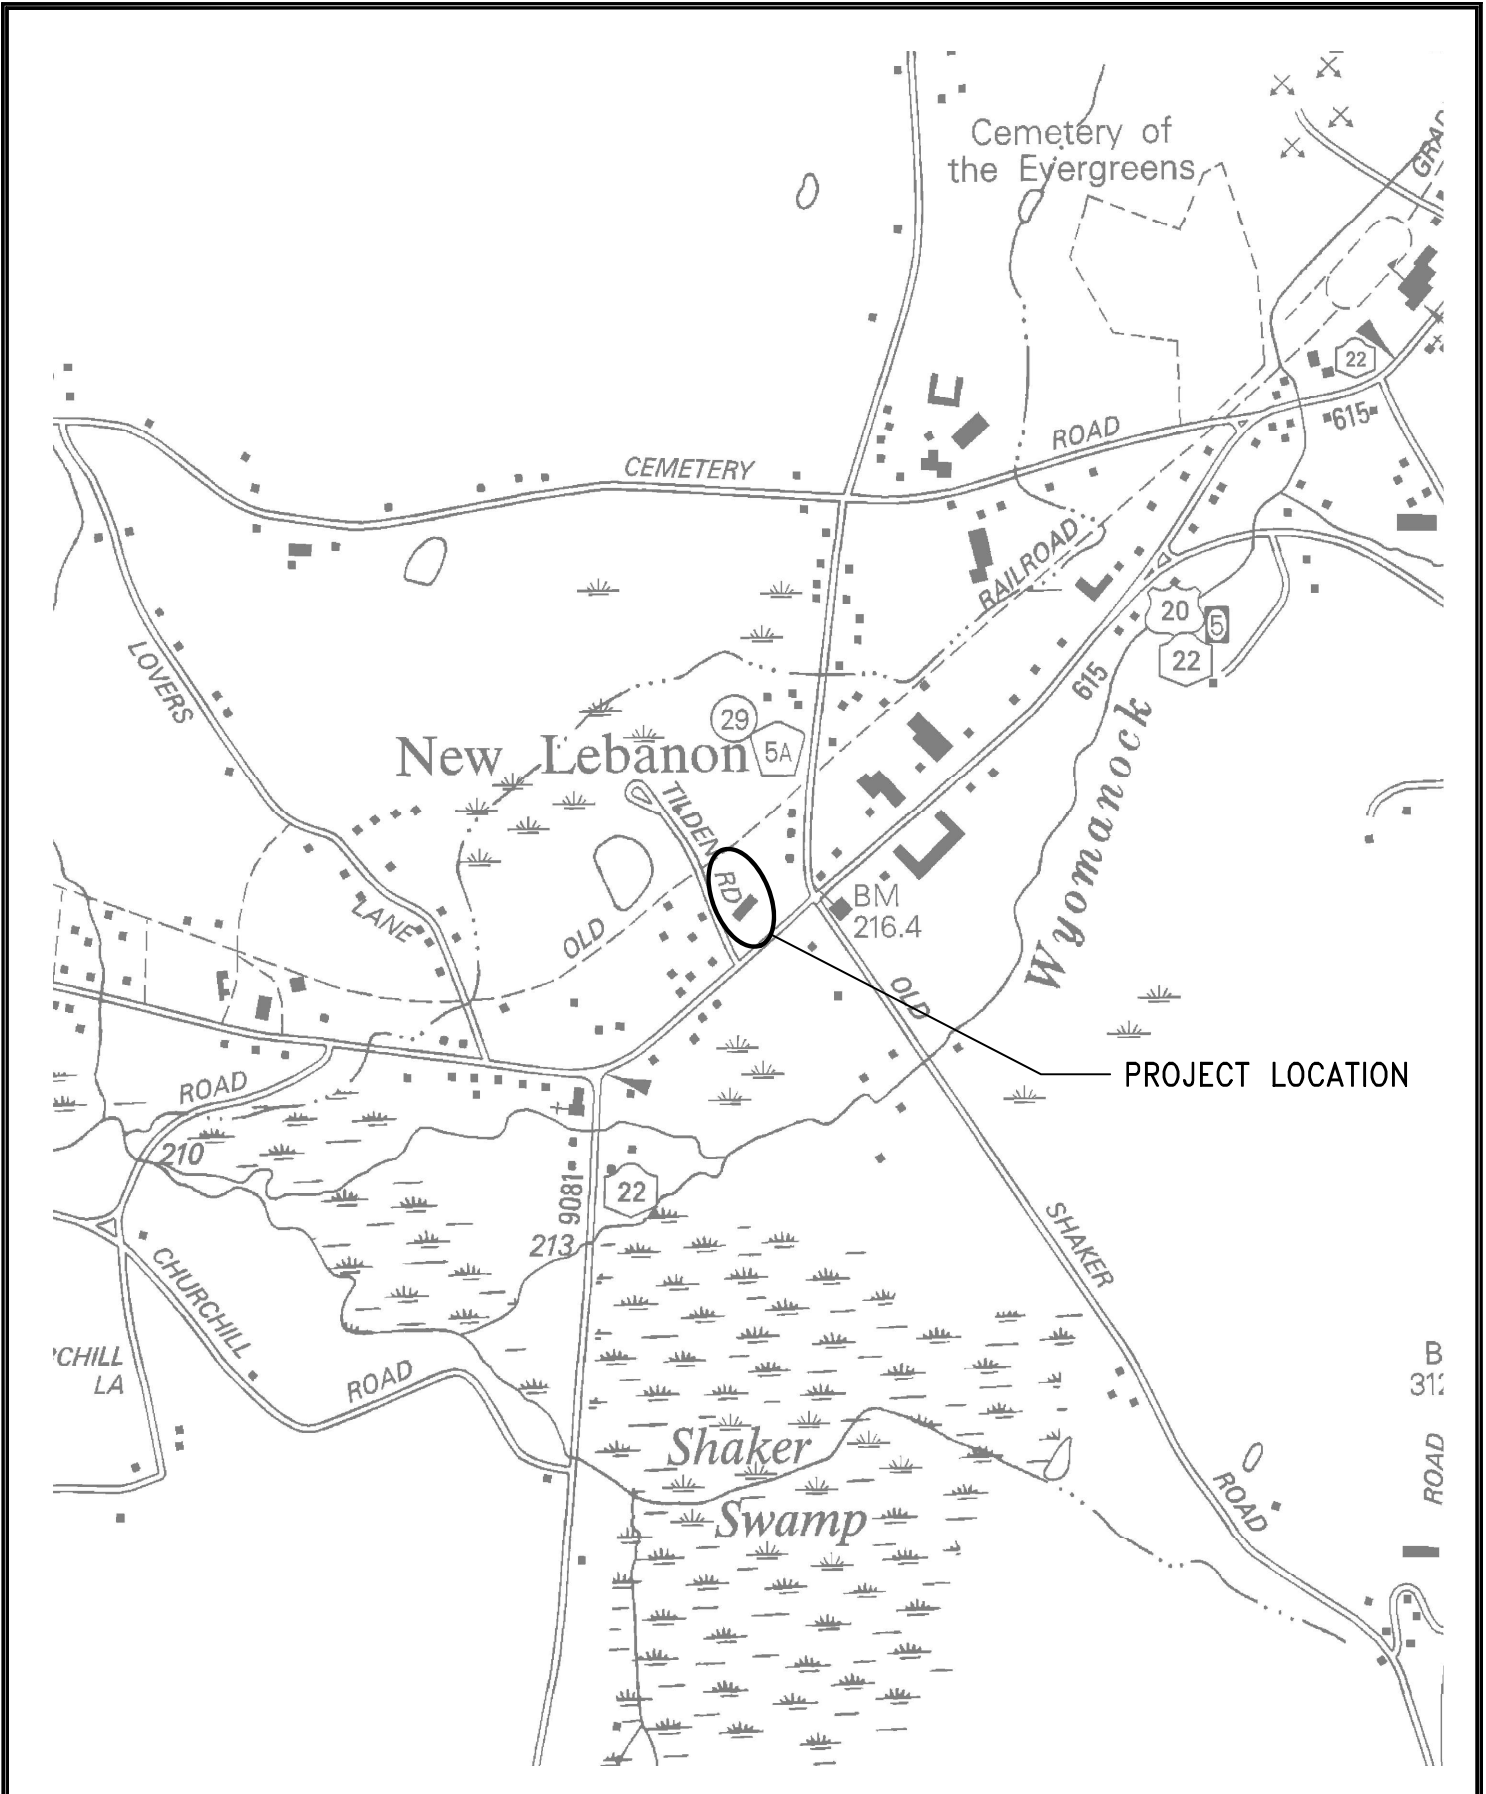 Cemetery of
the Evergreens
GRAD
22
615
ROAD
CEMETERY
RAILROAD
20
5
22
615
LOVERS
29
5A
New Lebanon
TILDEN
RD
Wyomanock
BM
216.4
LANE
OLD
OLD
PROJECT LOCATION
ROAD
210
9081
22
213
SHAKER
CHURCHILL
CHILL
LA
ROAD
B
312
ROAD
Shaker
Swamp
ROAD